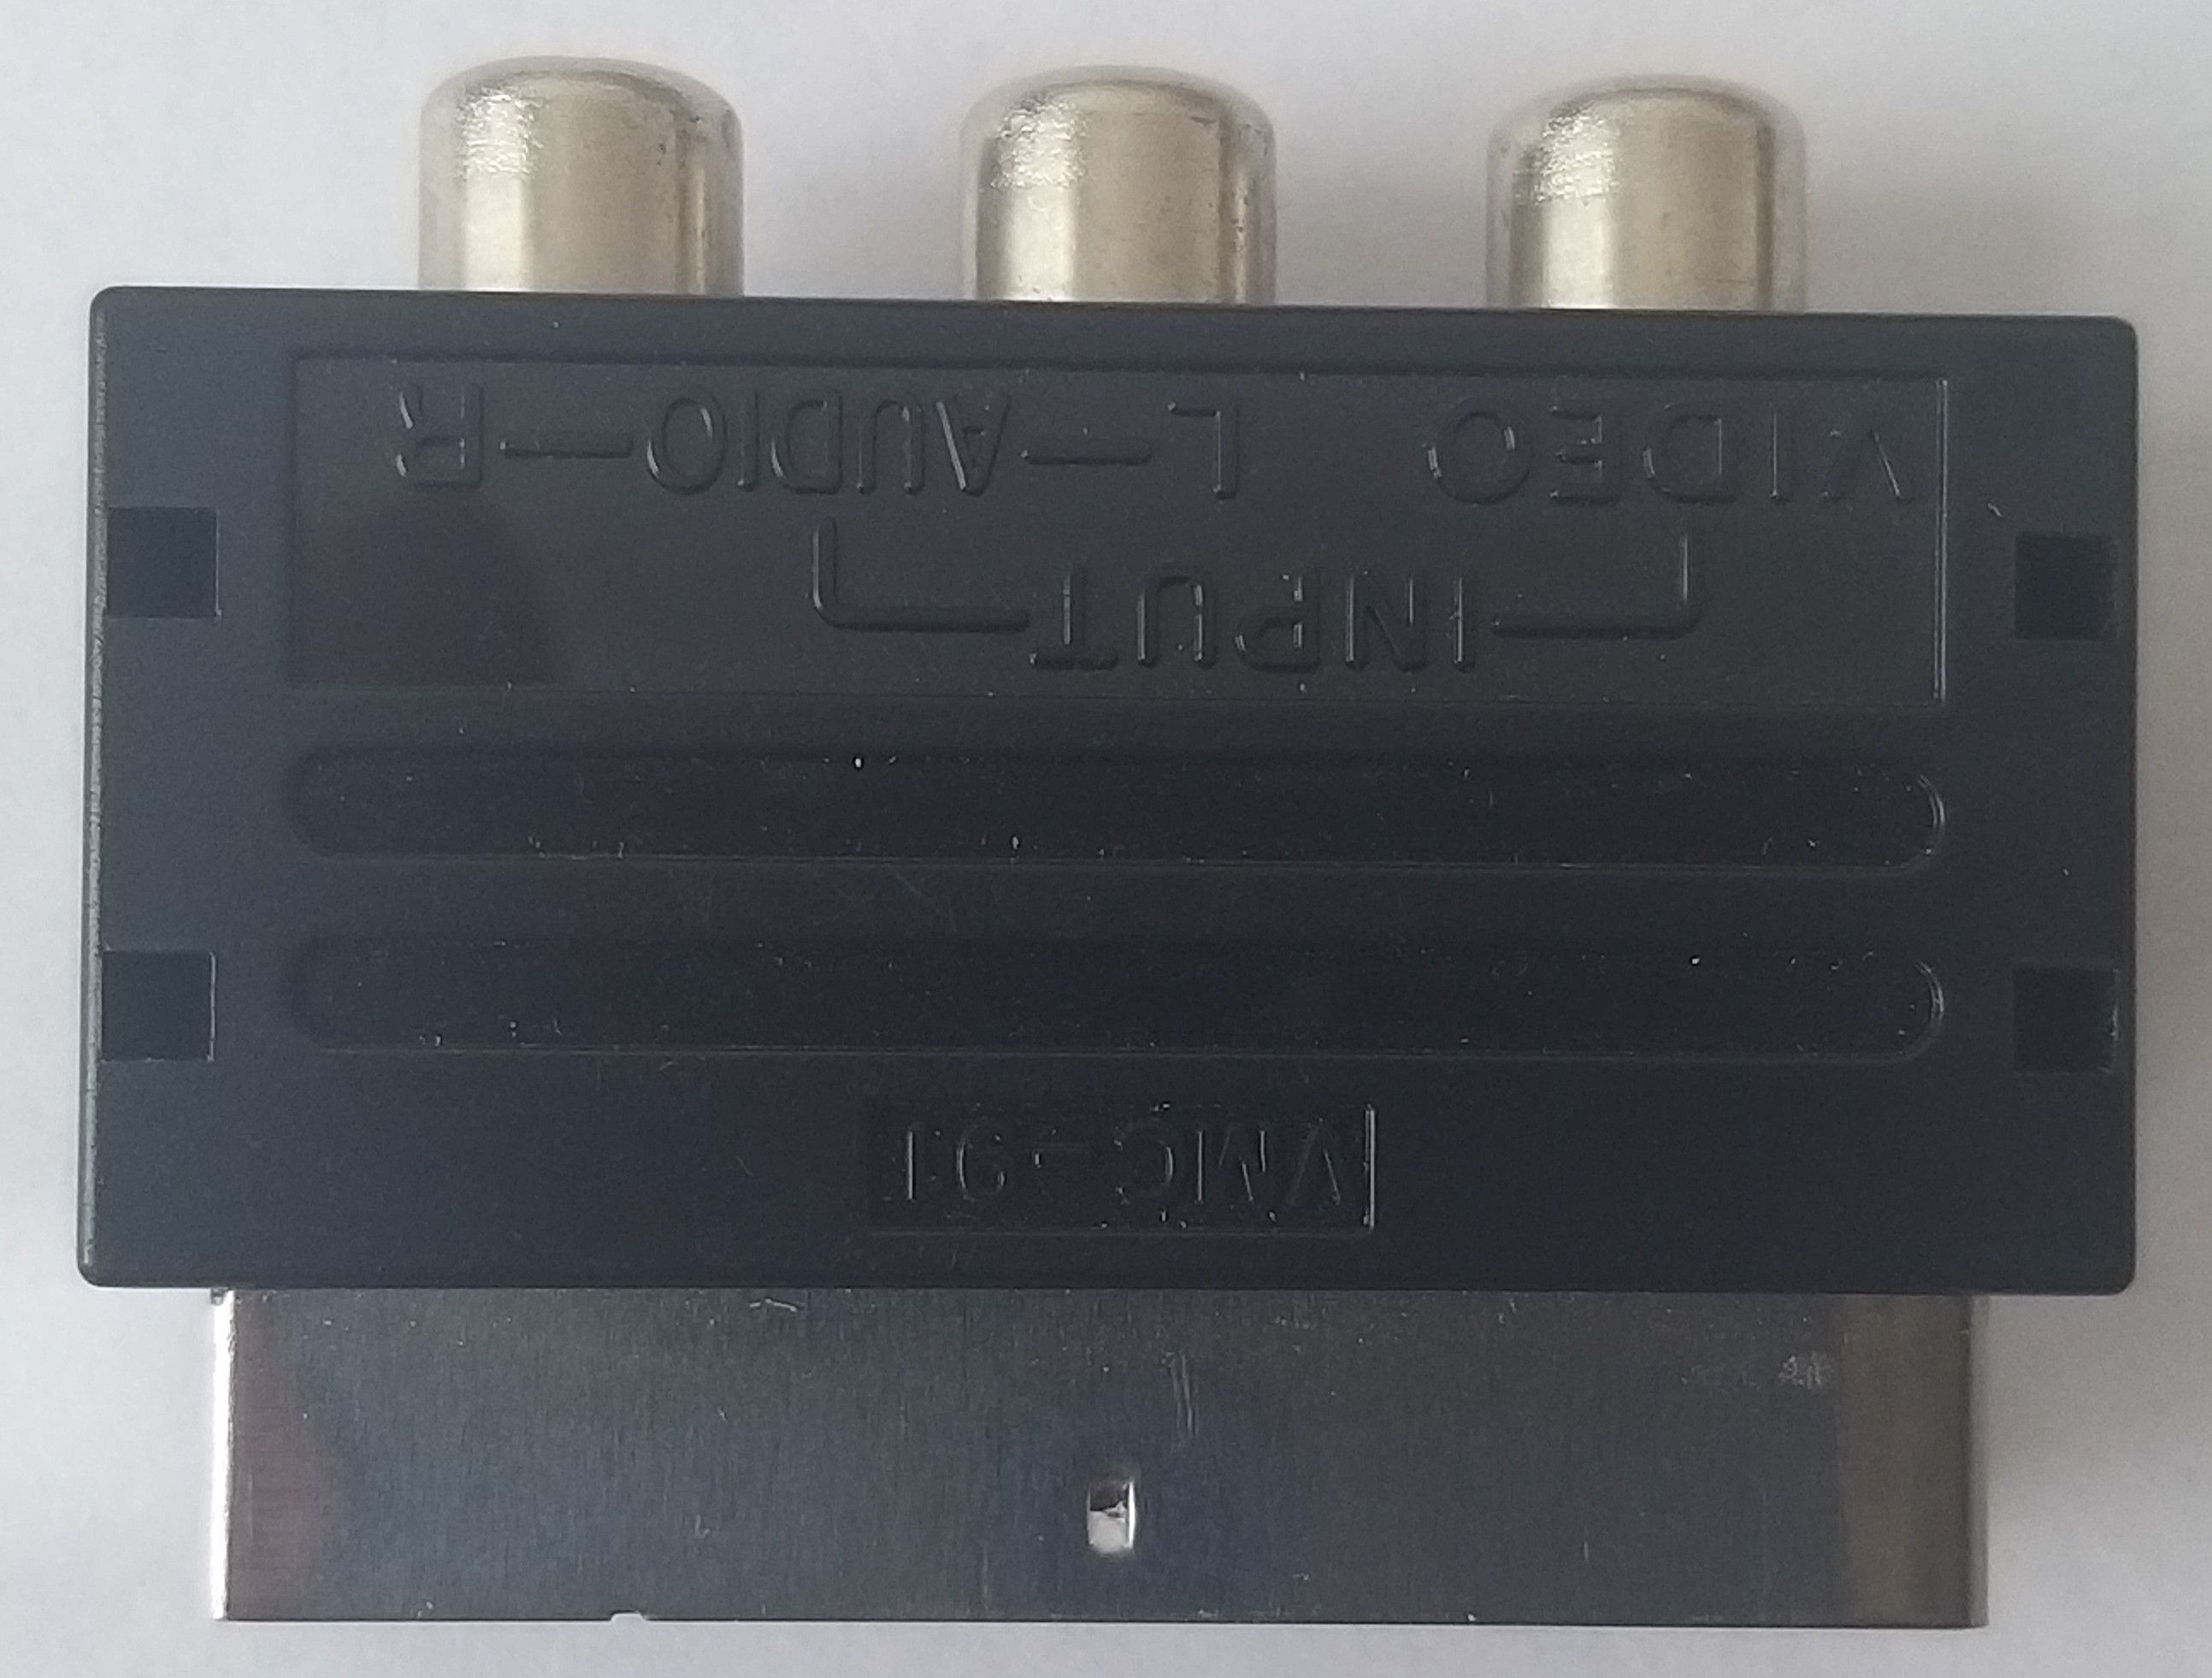 VMC-91
INPUT
VIDEO L—AUDIO—R